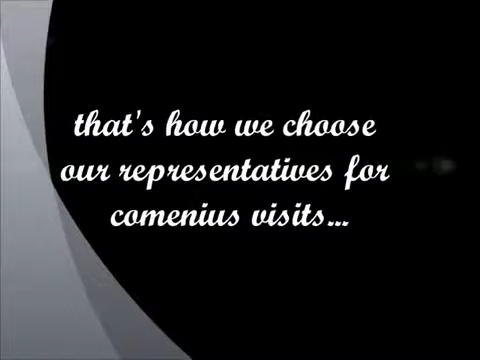 that's how we choose
our representatives for
comenius visits...